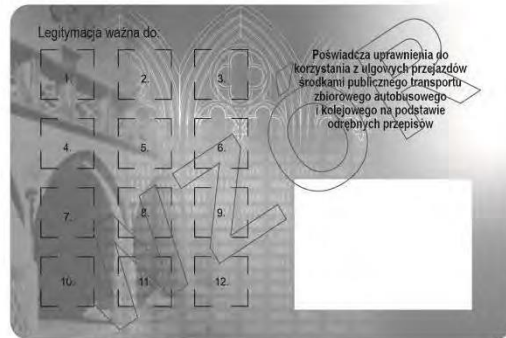 Legitymacja ważna do:
1. 2. 3.
4. 5. 6.
7. 8. 9.
10. 11. 12.
Poświadcza uprawnienia do
korzystania z ulgowych przejazdów
środkami publicznego transportu
zbiorowego autobusowego
i kolejowego na podstawie
odrębnych przepisów
WZÓR